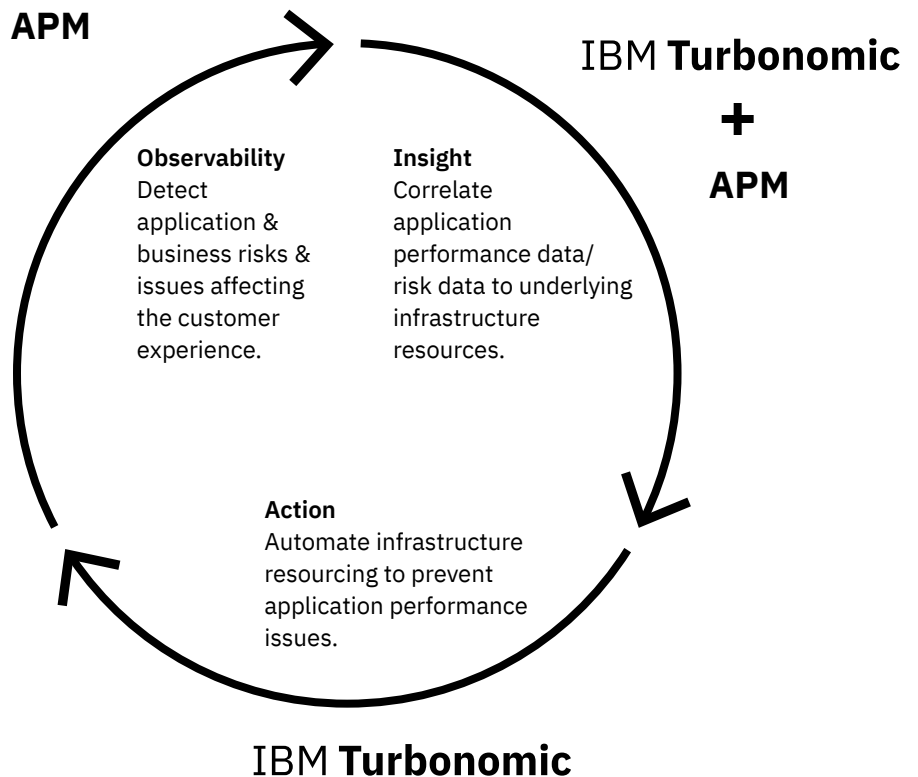 APM
IBM Turbonomic
+
APM
Observability
Detect
application &
business risks &
issues affecting
the customer
experience.
Insight
Correlate
application
performance data/
risk data to underlying
infrastructure
resources.
Action
Automate infrastructure
resourcing to prevent
application performance
issues.
IBM Turbonomic